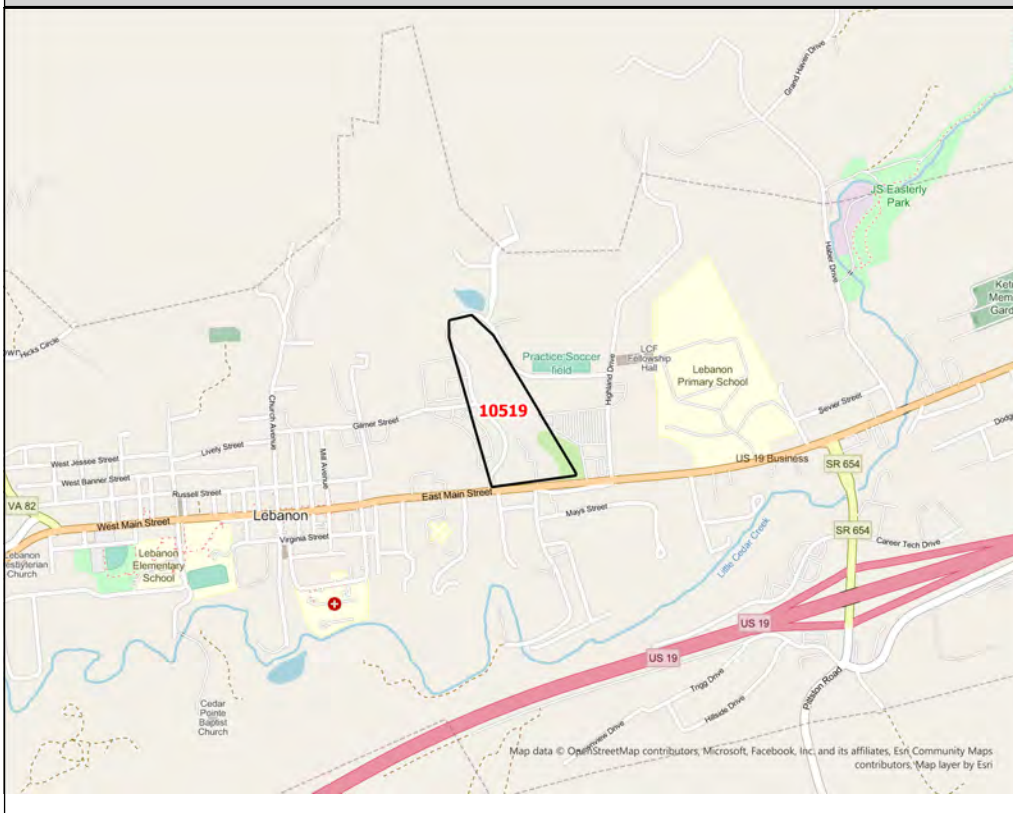 Grand Haven Drive
JS Easterly
Park
Haber Drive
Gard
Hicks Circle
Practice Soccer
field
LCF
Fellowship
Hall
Highland Drive
Lebanon
Primary School
10519
Gilmer Street
Church Avenue
Sevier Street
Lively Street
Mill Avenue
West Jessee Street
West Banner Street
Russell Street
US 19 Business
SR 654
VA 82
East Main Street
West Main Street
Lebanon
Mays Street
Virginia Street
SR 654
Career Tech Drive
Lebanon
Elementary
School
Church
Little Cedar Creek
US 19
US 19
Trigg Drive
Hillside Drive
Pittston Road
Cedar
Pointe
Baptist
Church
Map data © OpenStreetMap contributors, Microsoft, Facebook, Inc. and its affiliates, Esri Community Maps
contributors, Map layer by Esri